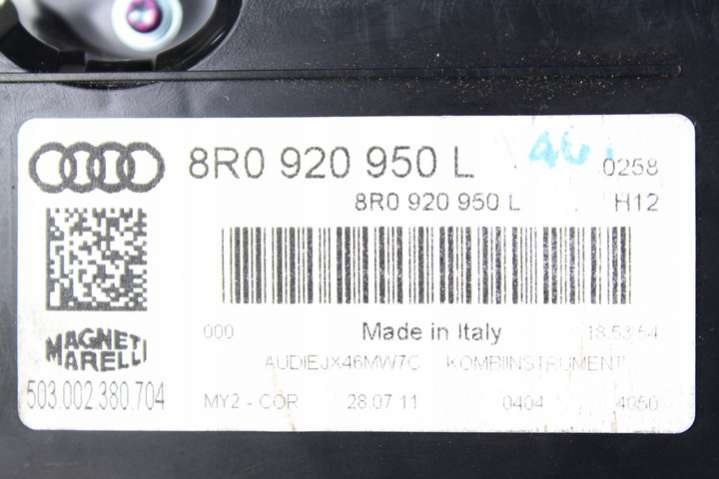 8R0 920 950 L 46
0258
8R0 920 950 L H12
000 Made in Italy 18:53:54
MAGNETI
MARELLI
AUDIEJX46MW7C KOMBIINSTRUMENT
503.002.380.704
MY2 - COR 28.07.11 0404 4050